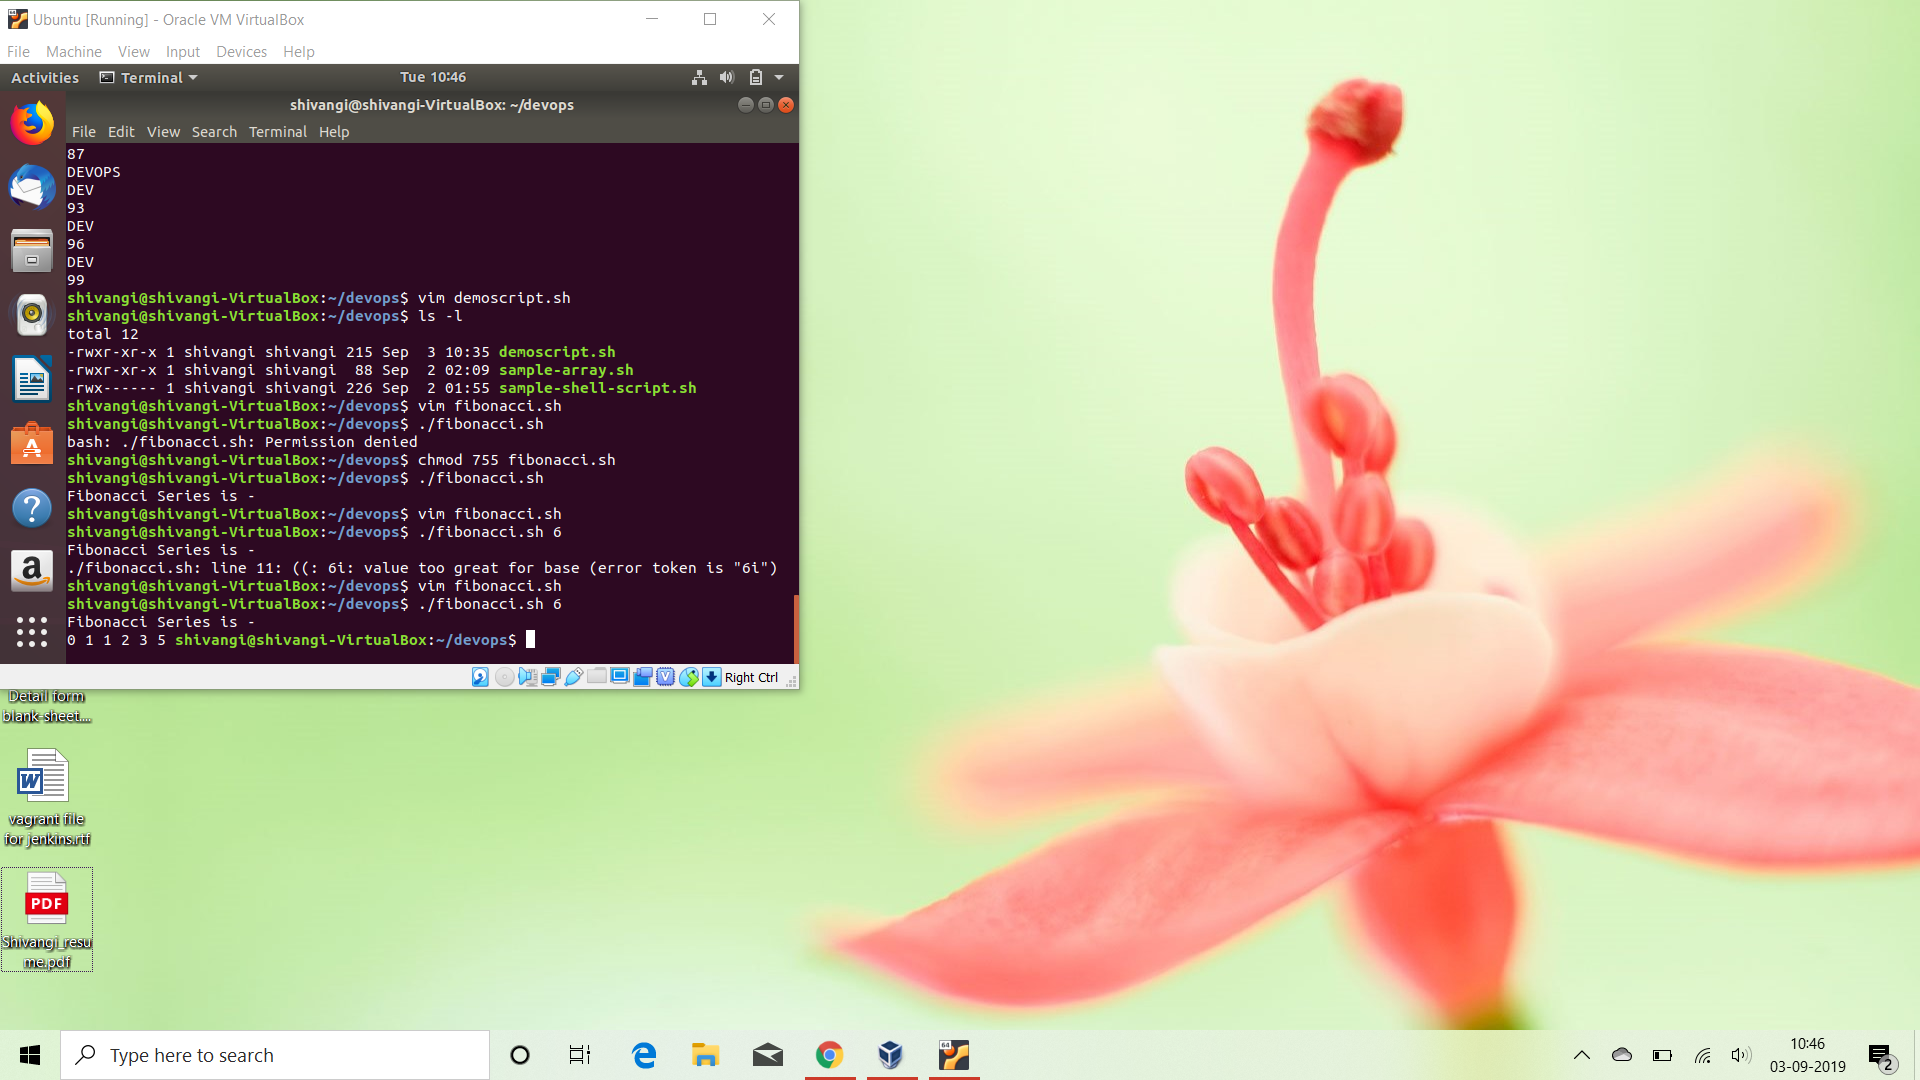 Ubuntu [Running] - Oracle VM VirtualBox
File Machine View Input Devices Help
Activities Terminal Tue 10:46
shivangi@shivangi-VirtualBox: ~/devops
File Edit View Search Terminal Help
87
DEVOPS
DEV
93
DEV
96
DEV
99
shivangi@shivangi-VirtualBox:~/devops$ vim demoscript.sh
shivangi@shivangi-VirtualBox:~/devops$ ls -l
total 12
-rwxr-xr-x 1 shivangi shivangi 215 Sep  3 10:35 demoscript.sh
-rwxr-xr-x 1 shivangi shivangi  88 Sep  2 02:09 sample-array.sh
-rwx------ 1 shivangi shivangi 226 Sep  2 01:55 sample-shell-script.sh
shivangi@shivangi-VirtualBox:~/devops$ vim fibonacci.sh
shivangi@shivangi-VirtualBox:~/devops$ ./fibonacci.sh
bash: ./fibonacci.sh: Permission denied
shivangi@shivangi-VirtualBox:~/devops$ chmod 755 fibonacci.sh
shivangi@shivangi-VirtualBox:~/devops$ ./fibonacci.sh
Fibonacci Series is -
shivangi@shivangi-VirtualBox:~/devops$ vim fibonacci.sh
shivangi@shivangi-VirtualBox:~/devops$ ./fibonacci.sh 6
Fibonacci Series is -
./fibonacci.sh: line 11: ((: 6i: value too great for base (error token is "6i")
shivangi@shivangi-VirtualBox:~/devops$ vim fibonacci.sh
shivangi@shivangi-VirtualBox:~/devops$ ./fibonacci.sh 6
Fibonacci Series is -
0 1 1 2 3 5 shivangi@shivangi-VirtualBox:~/devops$
Right Ctrl
Detail form
blank-sheet....
W
vagrant file
for jenkins.rtf
PDF
Shivangi_resu
me.pdf
Type here to search
64
10:46
03-09-2019
2